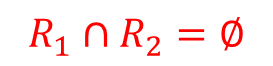 R₁ ∩ R₂ = ∅